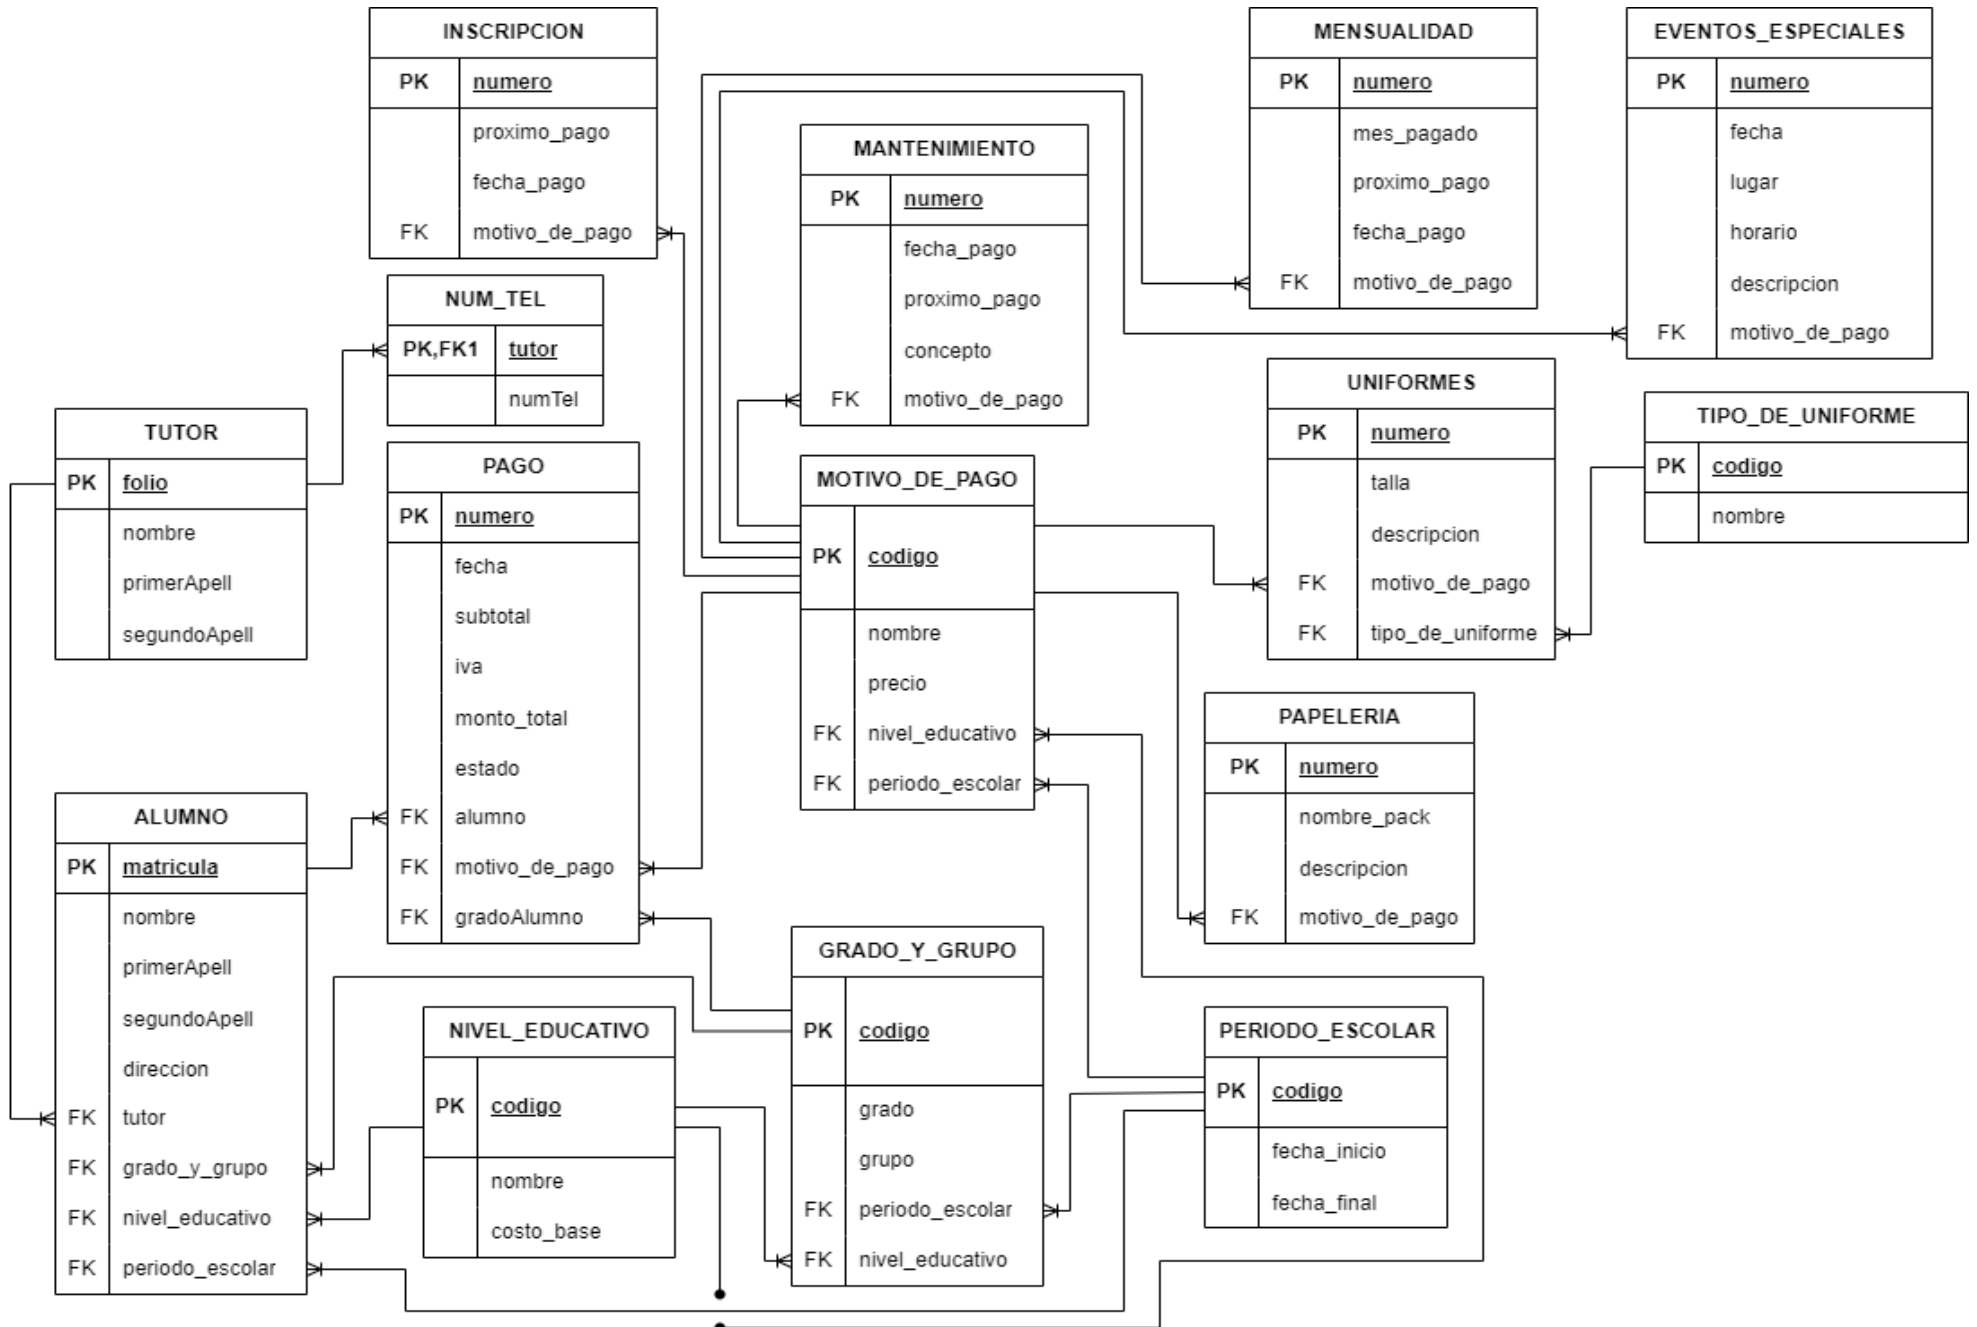 INSCRIPCION
PK numero
proximo_pago
fecha_pago
FK motivo_de_pago
MENSUALIDAD
PK numero
mes_pagado
proximo_pago
fecha_pago
FK motivo_de_pago
EVENTOS_ESPECIALES
PK numero
fecha
lugar
horario
descripcion
FK motivo_de_pago
MANTENIMIENTO
PK numero
fecha_pago
proximo_pago
concepto
FK motivo_de_pago
NUM_TEL
PK,FK1 tutor
numTel
UNIFORMES
PK numero
talla
descripcion
FK motivo_de_pago
FK tipo_de_uniforme
TIPO_DE_UNIFORME
PK codigo
nombre
TUTOR
PK folio
nombre
primerApell
segundoApell
PAGO
PK numero
fecha
subtotal
iva
monto_total
estado
FK alumno
FK motivo_de_pago
FK gradoAlumno
MOTIVO_DE_PAGO
PK codigo
nombre
precio
FK nivel_educativo
FK periodo_escolar
PAPELERIA
PK numero
nombre_pack
descripcion
FK motivo_de_pago
ALUMNO
PK matricula
nombre
primerApell
segundoApell
direccion
FK tutor
FK grado_y_grupo
FK nivel_educativo
FK periodo_escolar
NIVEL_EDUCATIVO
PK codigo
nombre
costo_base
GRADO_Y_GRUPO
PK codigo
grado
grupo
FK periodo_escolar
FK nivel_educativo
PERIODO_ESCOLAR
PK codigo
fecha_inicio
fecha_final